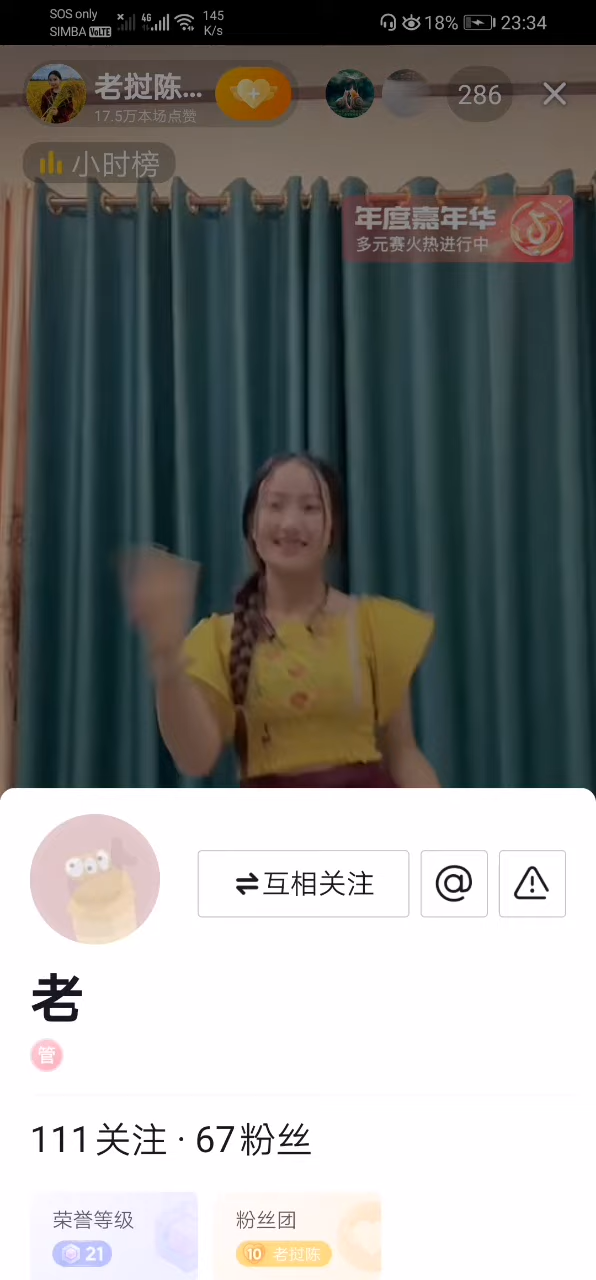 SOS only
SIMBA VoLTE
4G
145
K/s
18%
23:34
老挝陈...
17.5万本场点赞
286
小时榜
年度嘉年华
多元赛火热进行中
互相关注
@
老
管
111关注 · 67粉丝
荣誉等级
粉丝团
21
10 老挝陈